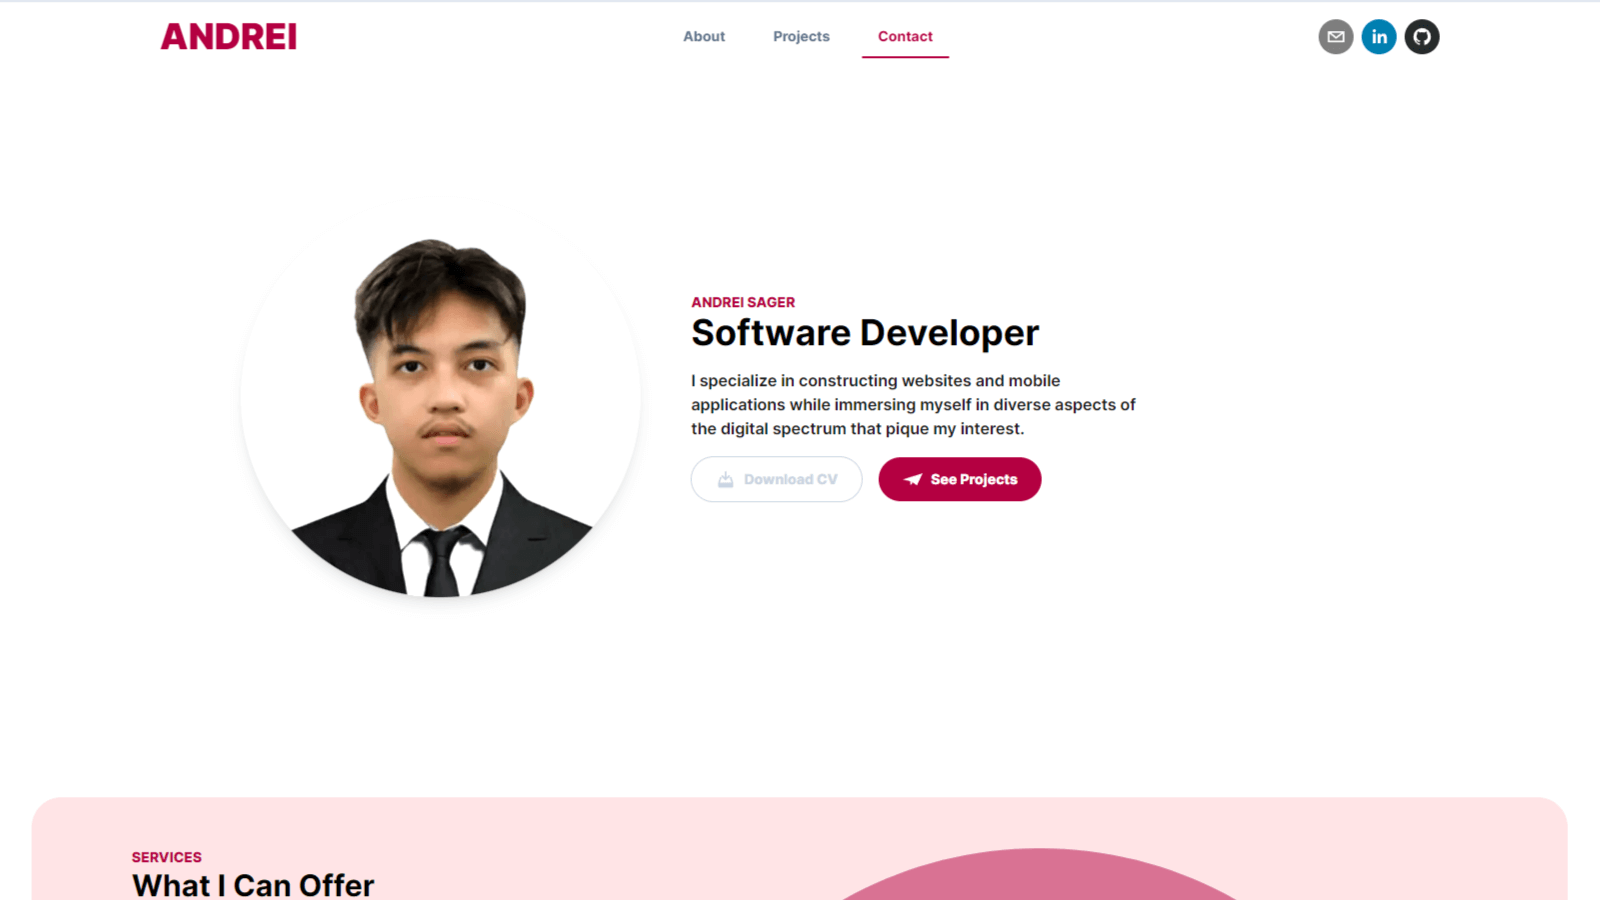 ANDREI
About
Projects
Contact
in
ANDREI SAGER
Software Developer
I specialize in constructing websites and mobile
applications while immersing myself in diverse aspects of
the digital spectrum that pique my interest.
Download CV
See Projects
SERVICES
What I Can Offer